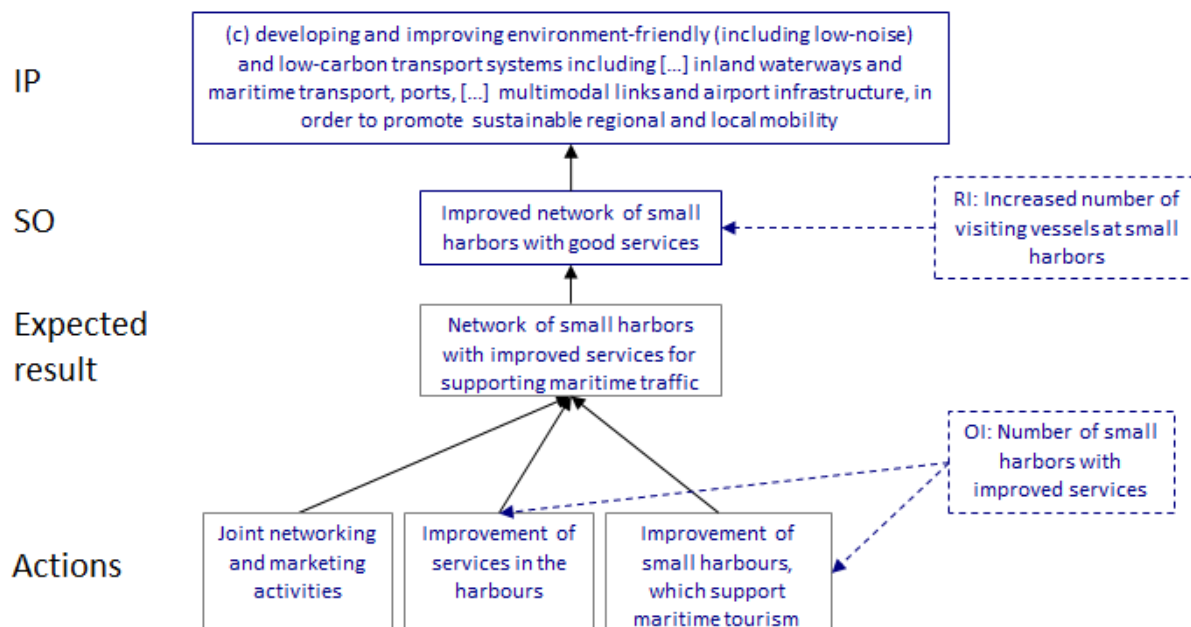 IP
(c) developing and improving environment-friendly (including low-noise)
and low-carbon transport systems including [...] inland waterways and
maritime transport, ports, [...] multimodal links and airport infrastructure, in
order to promote sustainable regional and local mobility
SO
Improved network of small
harbors with good services
RI: Increased number of
visiting vessels at small
harbors
Expected
result
Network of small harbors
with improved services for
supporting maritime traffic
OI: Number of small
harbors with
improved services
Actions
Joint networking
and marketing
activities
Improvement of
services in the
harbours
Improvement of
small harbours,
which support
maritime tourism